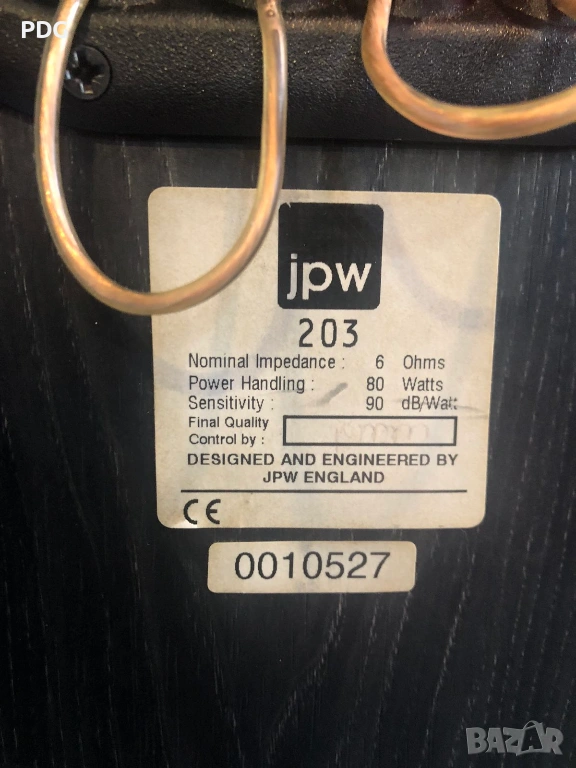 PDC
jpw
203
Nominal Impedance : 6 Ohms
Power Handling : 80 Watts
Sensitivity : 90 dB/Watt
Final Quality
Control by :
DESIGNED AND ENGINEERED BY
JPW ENGLAND
CE
0010527
BAZAR